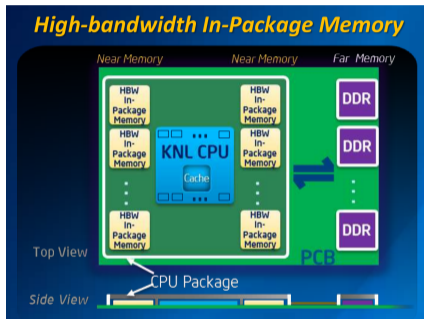 High-bandwidth In-Package Memory
Near Memory
Near Memory
Far Memory
HBW
In-
Package
Memory
HBW
In-
Package
Memory
DDR
HBW
In-
Package
Memory
KNL CPU
Cache
HBW
In-
Package
Memory
DDR
HBW
In-
Package
Memory
HBW
In-
Package
Memory
DDR
Top View
PCB
CPU Package
Side View